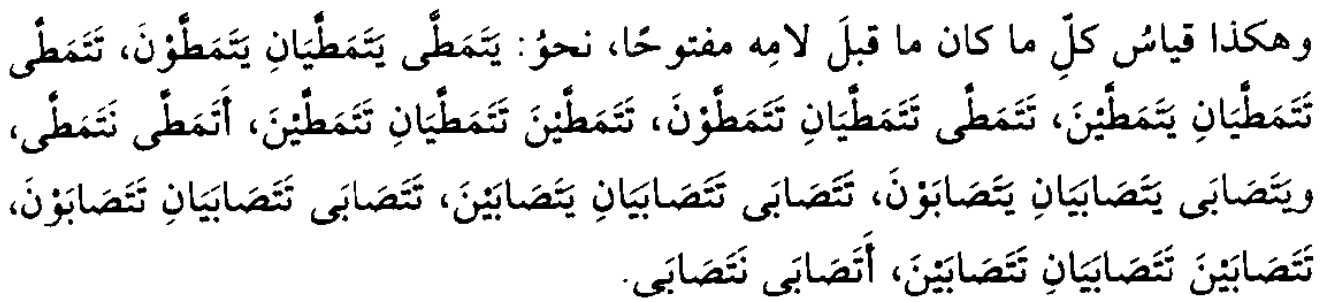 وهكذا قياسُ كلِّ ما كان ما قبلَ لامِه مفتوحًا، نحوُ: يَتَمَطَّى يَتَمَطَّيَانِ يَتَمَطَّوْنَ، تَتَمَطَّى
تَتَمَطَّيَانِ يَتَمَطَّيْنَ، تَتَمَطَّى تَتَمَطَّيَانِ تَتَمَطَّوْنَ، تَتَمَطَّيْنَ تَتَمَطَّيَانِ تَتَمَطَّيْنَ، أَتَمَطَّى نَتَمَطَّى،
ويَتَصَابَى يَتَصَابَيَانِ يَتَصَابَوْنَ، تَتَصَابَى تَتَصَابَيَانِ يَتَصَابَيْنَ، تَتَصَابَى تَتَصَابَيَانِ تَتَصَابَوْنَ،
تَتَصَابَيْنَ تَتَصَابَيَانِ تَتَصَابَيْنَ، أَتَصَابَى نَتَصَابَى.